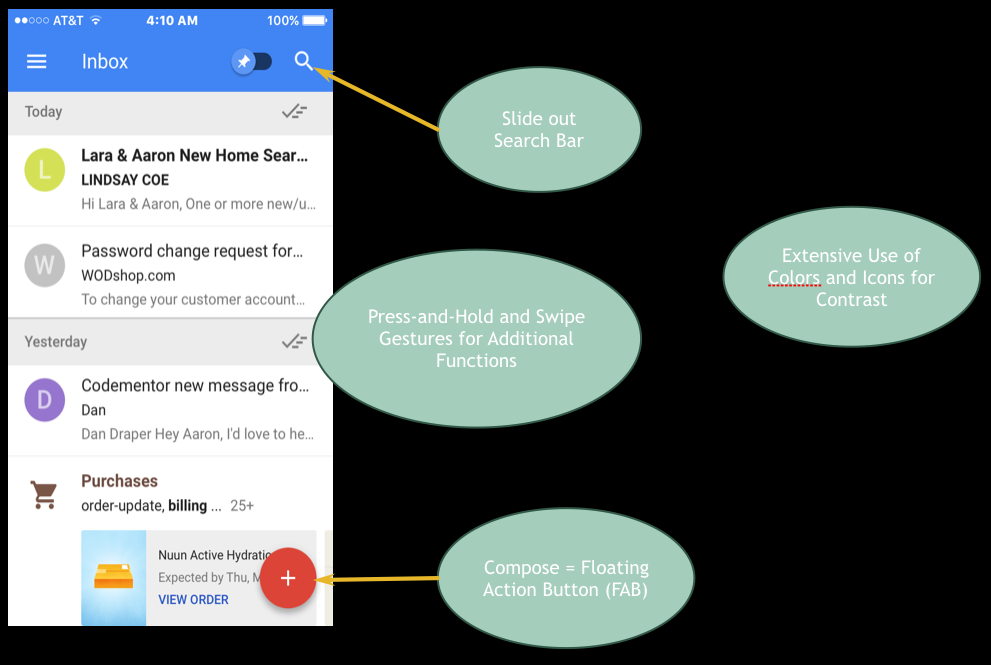 AT&T 4:10 AM 100%
Inbox
Today
L
Lara & Aaron New Home Sear...
LINDSAY COE
Hi Lara & Aaron, One or more new/u...
W
Password change request for...
WODshop.com
To change your customer account...
Yesterday
D
Codementor new message fro...
Dan
Dan Draper Hey Aaron, I'd love to he...
Purchases
order-update, billing ... 25+
Nuun Active Hydratio
Expected by Thu, M
VIEW ORDER
+
Slide out
Search Bar
Press-and-Hold and Swipe
Gestures for Additional
Functions
Extensive Use of
Colors and Icons for
Contrast
Compose = Floating
Action Button (FAB)